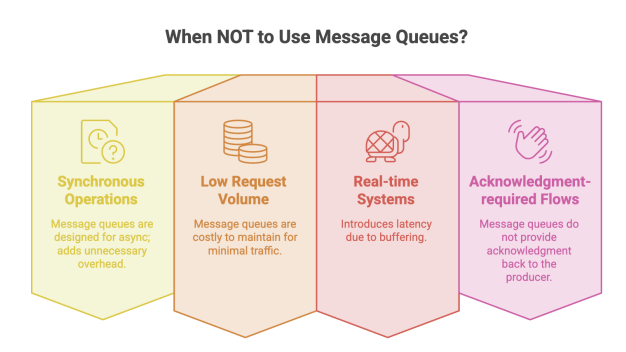 When NOT to Use Message Queues?
Synchronous
Operations
Message queues are
designed for async;
adds unnecessary
overhead.
Low Request
Volume
Message queues are
costly to maintain for
minimal traffic.
Real-time
Systems
Introduces latency
due to buffering.
Acknowledgment-
required Flows
Message queues do
not provide
acknowledgment
back to the
producer.